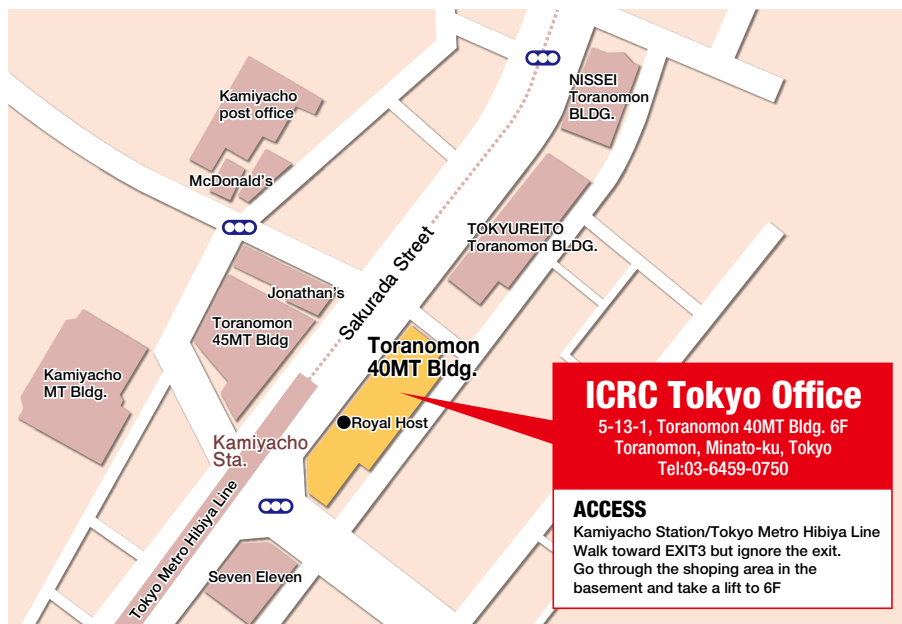 NISSEI
Toranomon
BLDG.
Kamiyacho
post office
McDonald's
TOKYUREITO
Toranomon BLDG.
Sakurada Street
Jonathan's
Toranomon
45MT Bldg
Toranomon
40MT Bldg.
Kamiyacho
MT Bldg.
Royal Host
Kamiyacho
Sta.
Tokyo Metro Hibiya Line
Seven Eleven
ICRC Tokyo Office
5-13-1, Toranomon 40MT Bldg. 6F
Toranomon, Minato-ku, Tokyo
Tel:03-6459-0750
ACCESS
Kamiyacho Station/Tokyo Metro Hibiya Line
Walk toward EXIT3 but ignore the exit.
Go through the shoping area in the
basement and take a lift to 6F